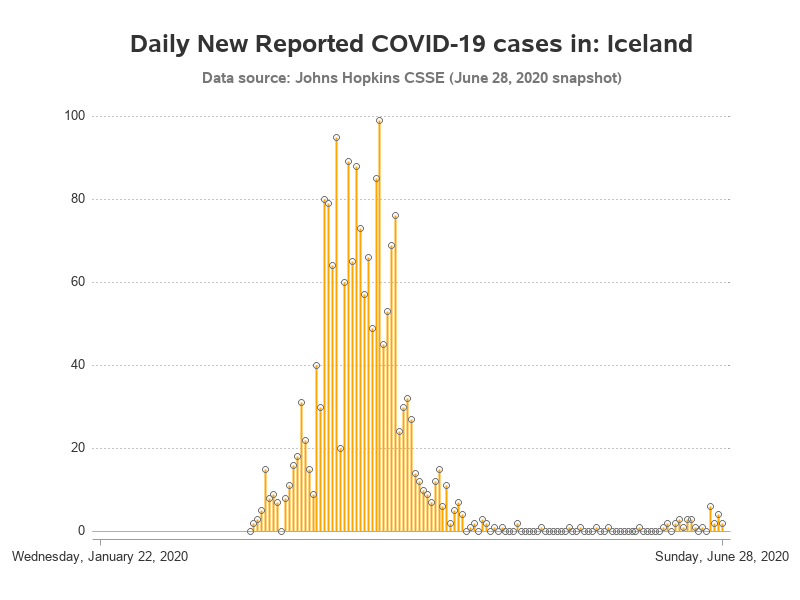 Daily New Reported COVID-19 cases in: Iceland
Data source: Johns Hopkins CSSE (June 28, 2020 snapshot)
100
80
60
40
20
0
Wednesday, January 22, 2020
Sunday, June 28, 2020